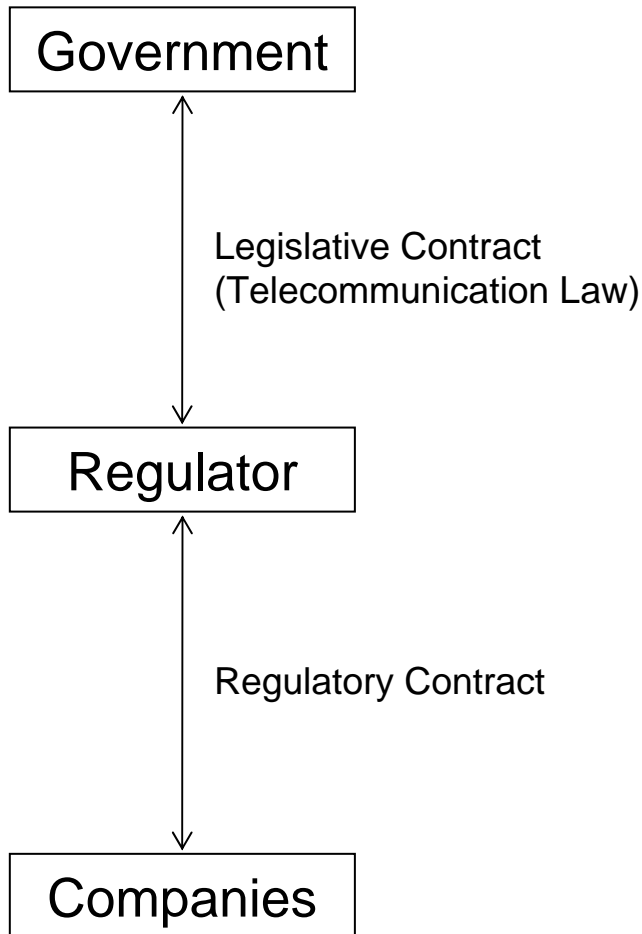 Government
Legislative Contract
(Telecommunication Law)
Regulator
Regulatory Contract
Companies